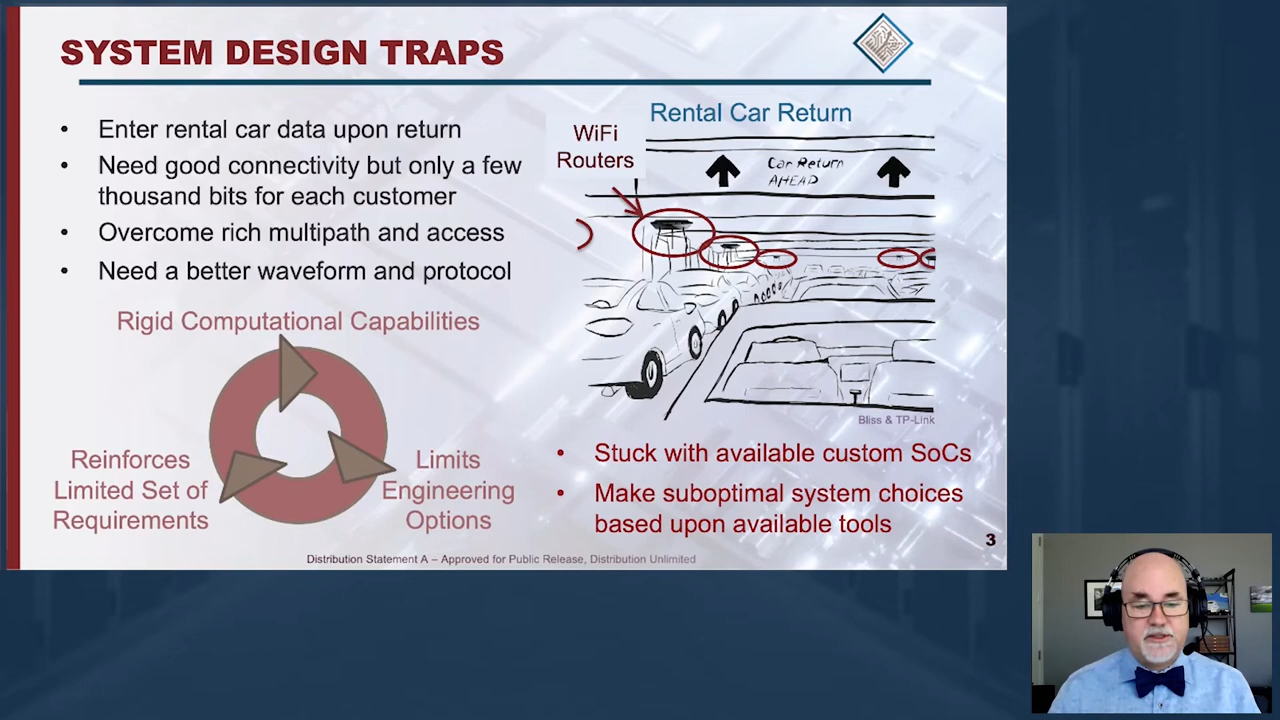 SYSTEM DESIGN TRAPS
• Enter rental car data upon return
• Need good connectivity but only a few
thousand bits for each customer
• Overcome rich multipath and access
• Need a better waveform and protocol
Rigid Computational Capabilities
Limits
Engineering
Options
Reinforces
Limited Set of
Requirements
Rental Car Return
WiFi
Routers
Car Return
AHEAD
Bliss & TP-Link
• Stuck with available custom SoCs
• Make suboptimal system choices
based upon available tools
3
Distribution Statement A – Approved for Public Release, Distribution Unlimited